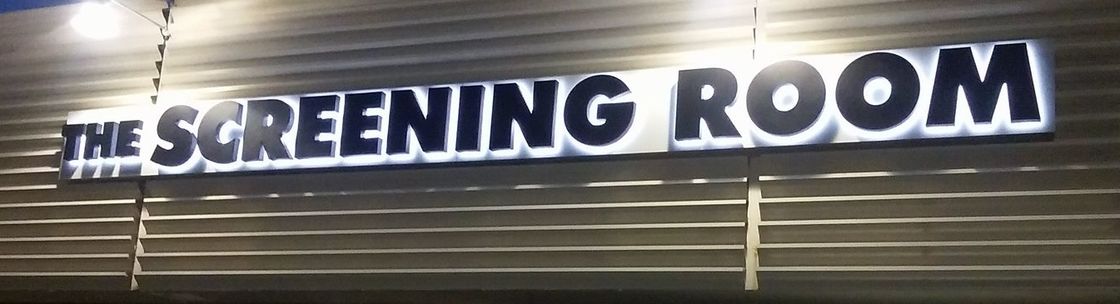 THE SCREENING ROOM